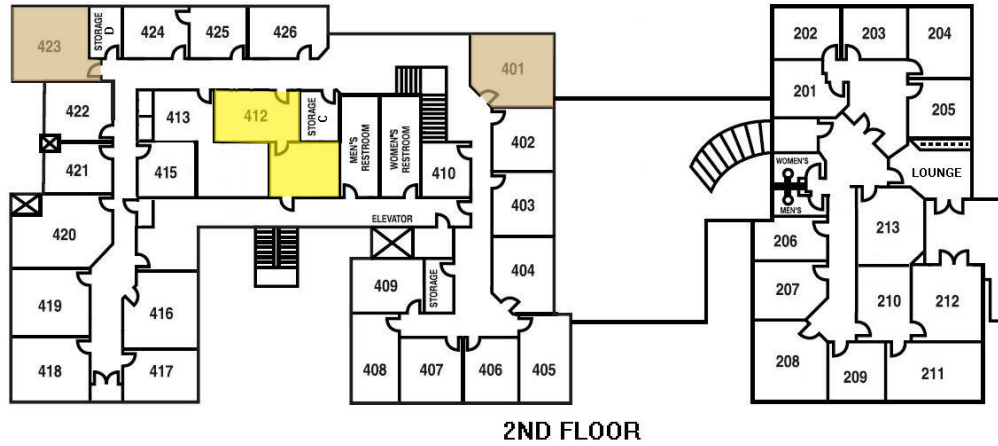 423
STORAGE
D
424
425
426
401
202
203
204
422
413
412
STORAGE
C
MEN'S
RESTROOM
WOMEN'S
RESTROOM
402
201
205
421
415
410
WOMEN'S
LOUNGE
420
ELEVATOR
403
MEN'S
213
206
419
416
409
STORAGE
404
207
210
212
418
417
408
407
406
405
208
209
211
2ND FLOOR